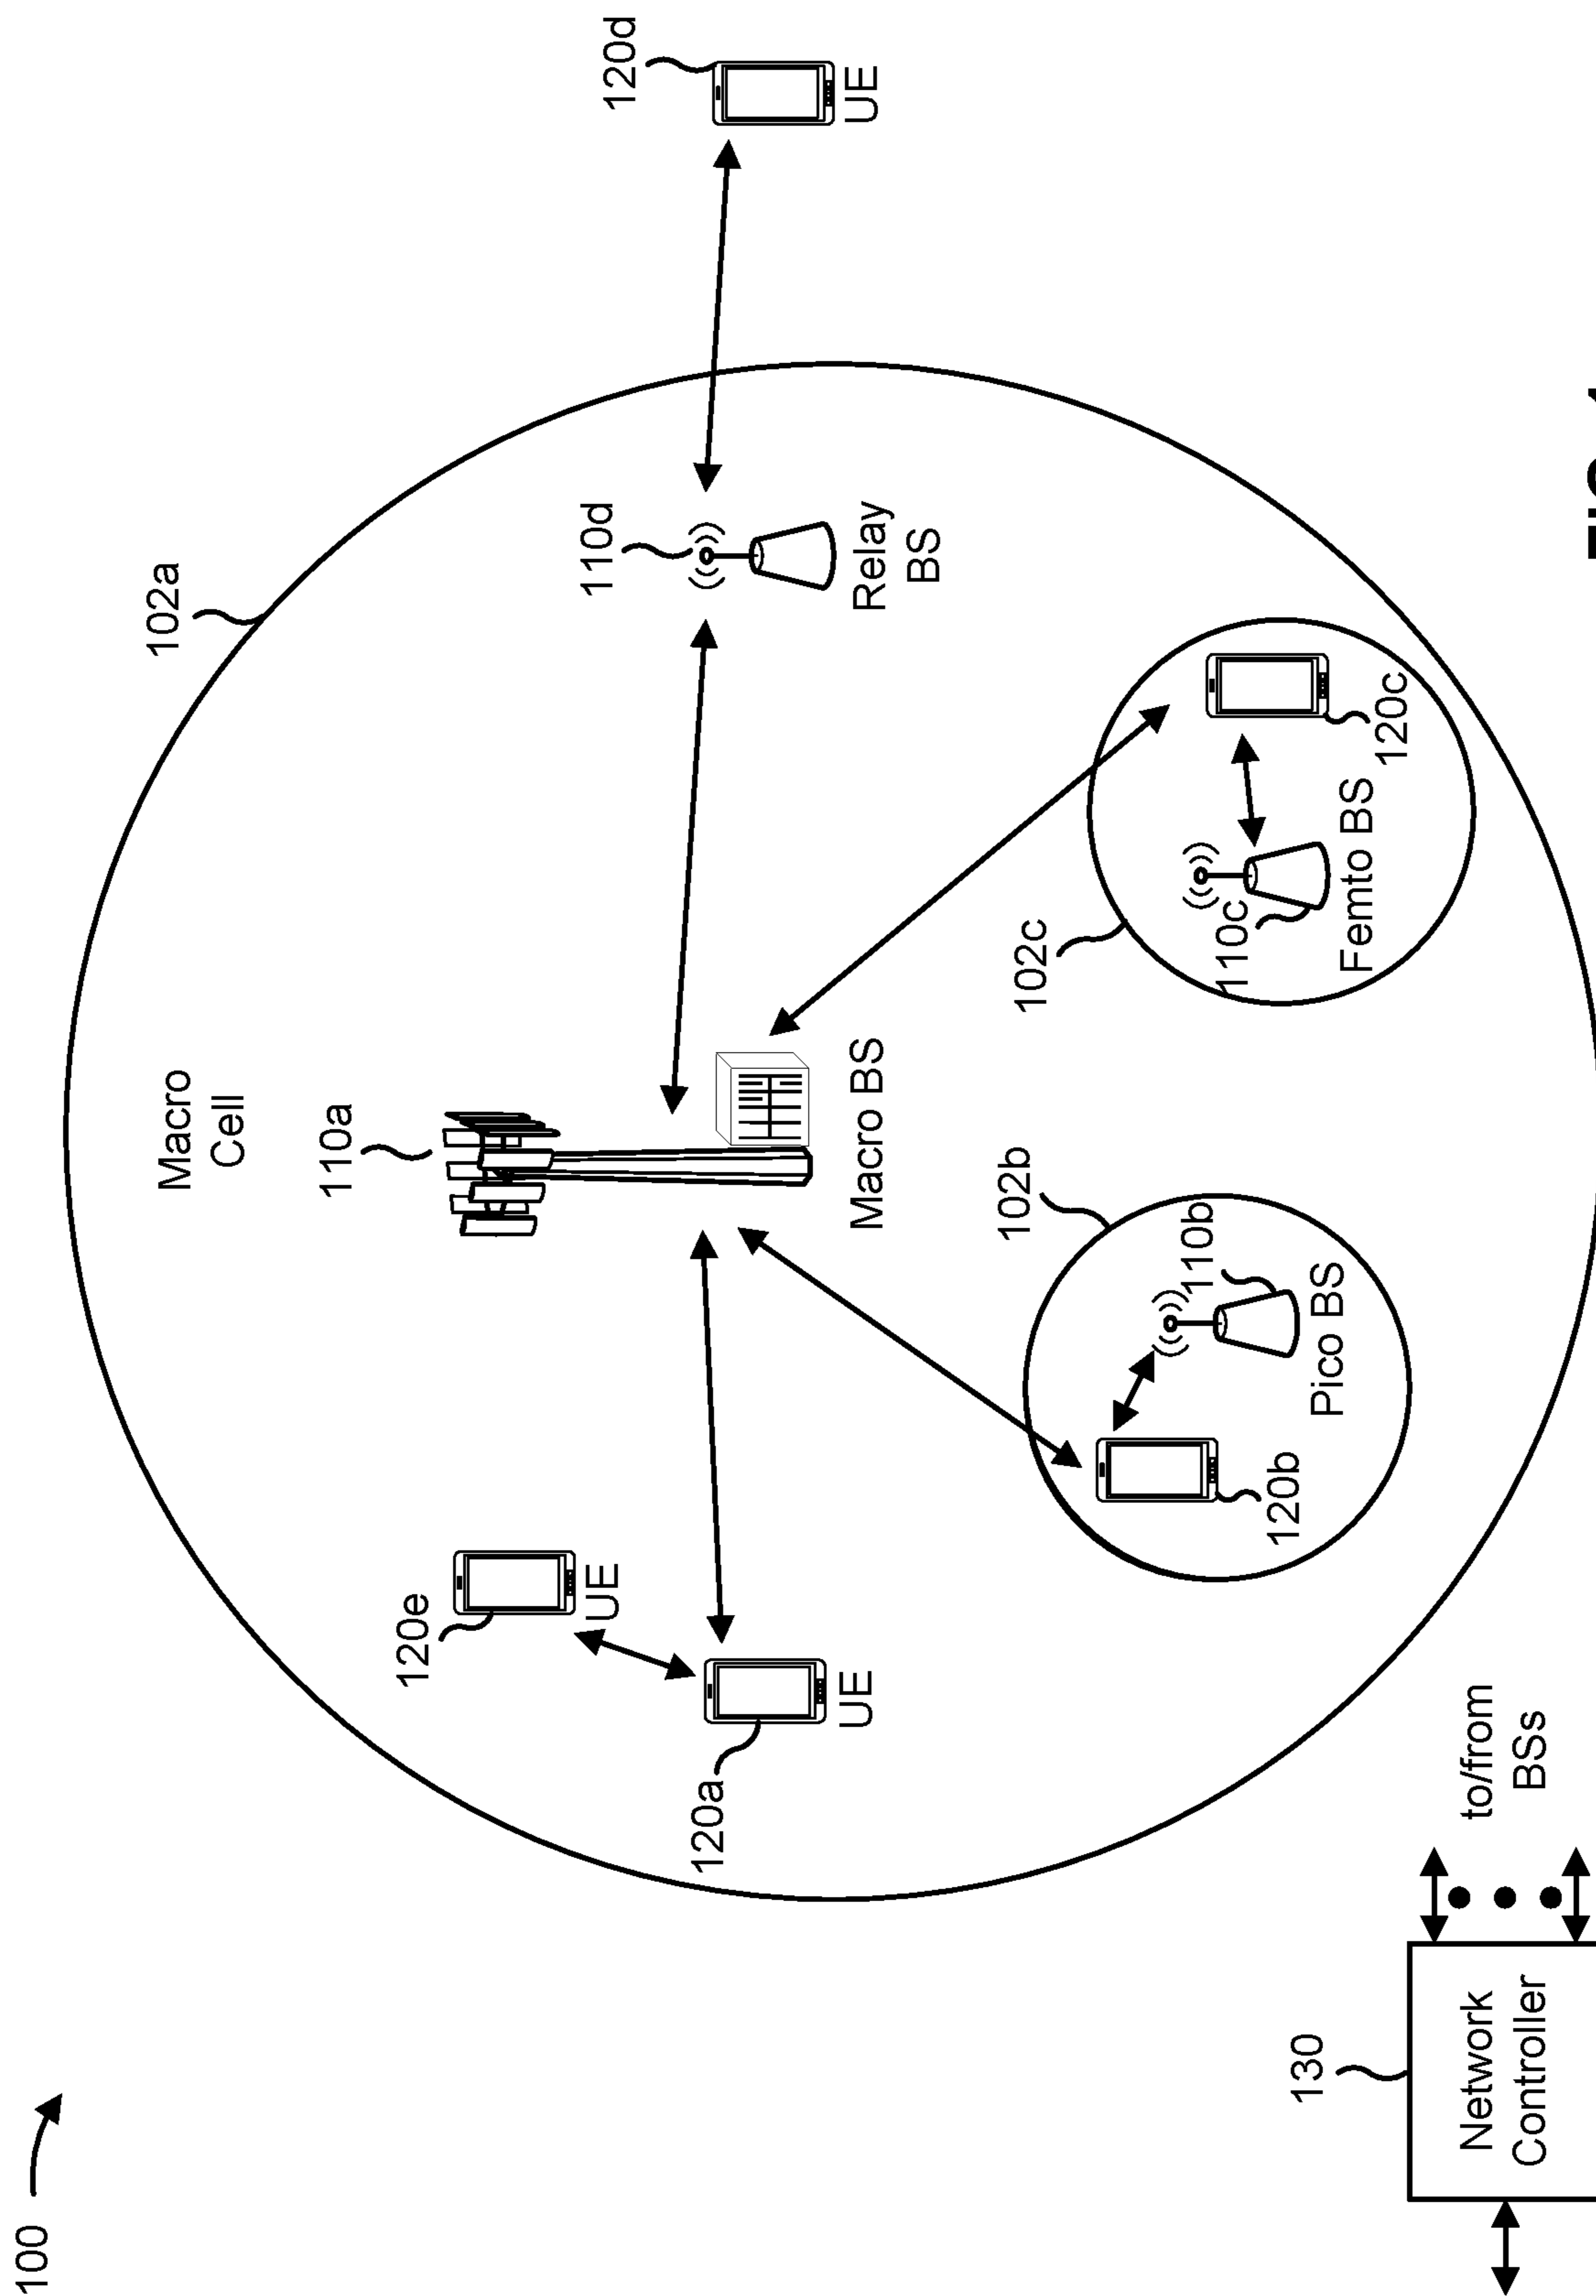 100
102a
Macro
Cell
110a
120d
UE
110d
Relay
BS
120e
UE
120a
UE
Macro BS
102b
110b
Pico BS
120b
102c
110c
Femto BS
120c
130
Network
Controller
to/from
BSs